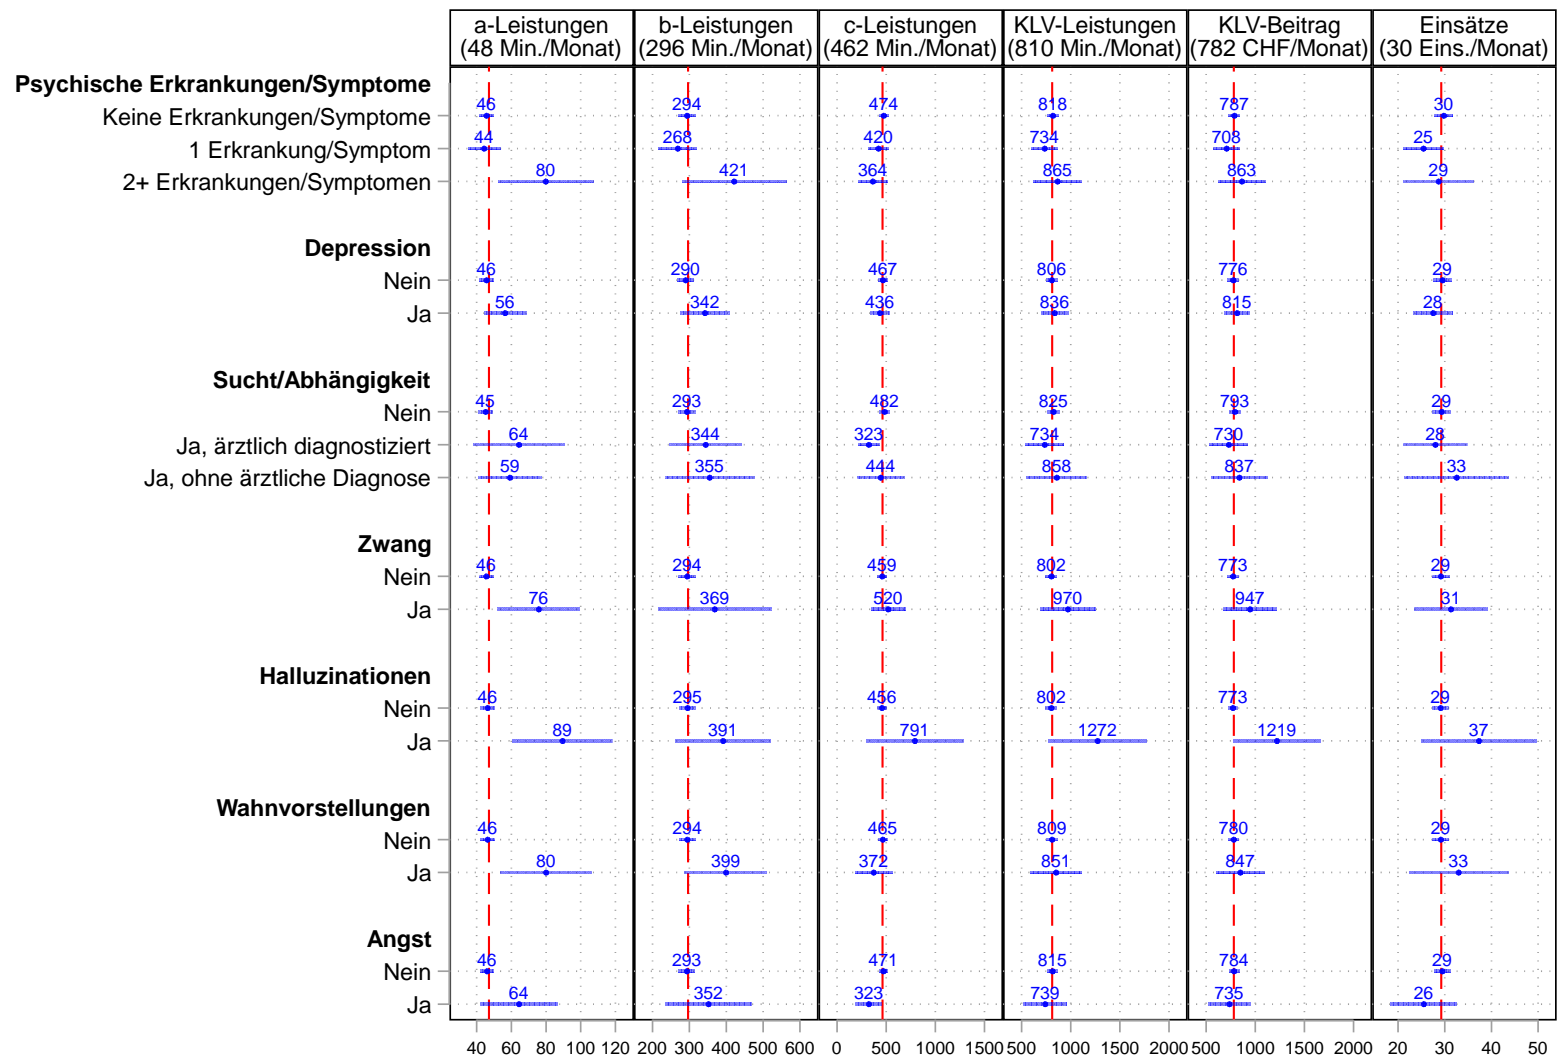 a-Leistungen b-Leistungen c-Leistungen KLV-Leistungen KLV-Beitrag Einsätze
(48 Min./Monat) (296 Min./Monat) (462 Min./Monat) (810 Min./Monat) (782 CHF/Monat) (30 Eins./Monat)
Psychische Erkrankungen/Symptome
Keine Erkrankungen/Symptome 46 294 474 818 787 30
1 Erkrankung/Symptom 44 268 420 734 708 25
2+ Erkrankungen/Symptomen 80 421 364 865 863 29
Depression
Nein 46 290 467 806 776 29
Ja 56 342 436 836 815 28
Sucht/Abhängigkeit
Nein 45 293 482 825 793 29
Ja, ärztlich diagnostiziert 64 344 323 734 730 28
Ja, ohne ärztliche Diagnose 59 355 444 858 837 33
Zwang
Nein 46 294 459 802 773 29
Ja 76 369 520 970 947 31
Halluzinationen
Nein 46 295 456 802 773 29
Ja 89 391 791 1272 1219 37
Wahnvorstellungen
Nein 46 294 465 809 780 29
Ja 80 399 372 851 847 33
Angst
Nein 46 293 471 815 784 29
Ja 64 352 323 739 735 26
40 60 80 100 120 200 300 400 500 600 0 500 1000 1500 500 1000 1500 2000 500 1000 1500 2000 20 30 40 50